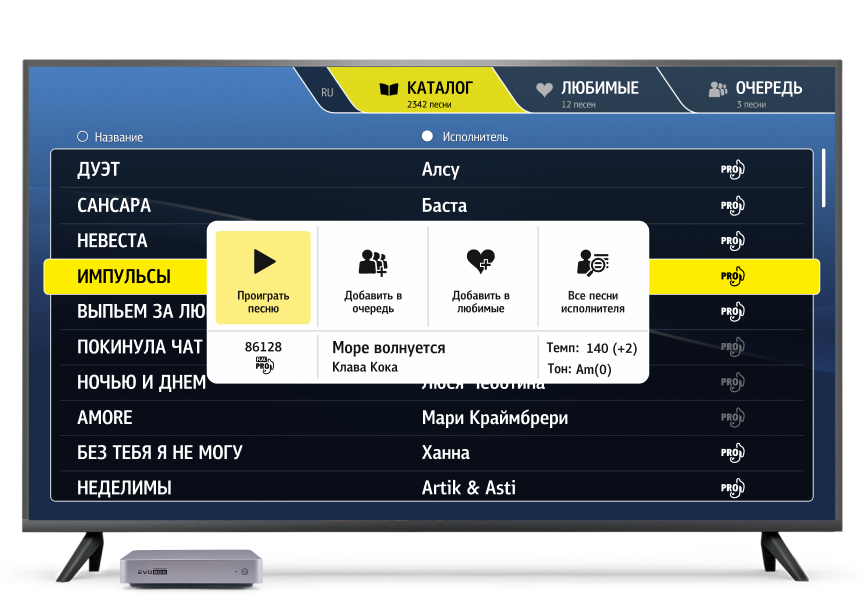 RU
КАТАЛОГ
2342 песни
ЛЮБИМЫЕ
12 песен
ОЧЕРЕДЬ
3 песни
Название
Исполнитель
ДУЭТ Алсу PRO
САНСАРА Баста PRO
НЕВЕСТА PRO
ИМПУЛЬСЫ PRO
ВЫПЬЕМ ЗА ЛЮ PRO
ПОКИНУЛА ЧАТ PRO
НОЧЬЮ И ДНЕМ Люся Чеботина PRO
AMORE Мари Краймбрери PRO
БЕЗ ТЕБЯ Я НЕ МОГУ Ханна PRO
НЕДЕЛИМЫ Artik & Asti PRO
Проиграть
песню
Добавить в
очередь
Добавить в
любимые
Все песни
исполнителя
86128
PRO
Море волнуется
Клава Кока
Темп: 140 (+2)
Тон: Am(0)
EVOBOX